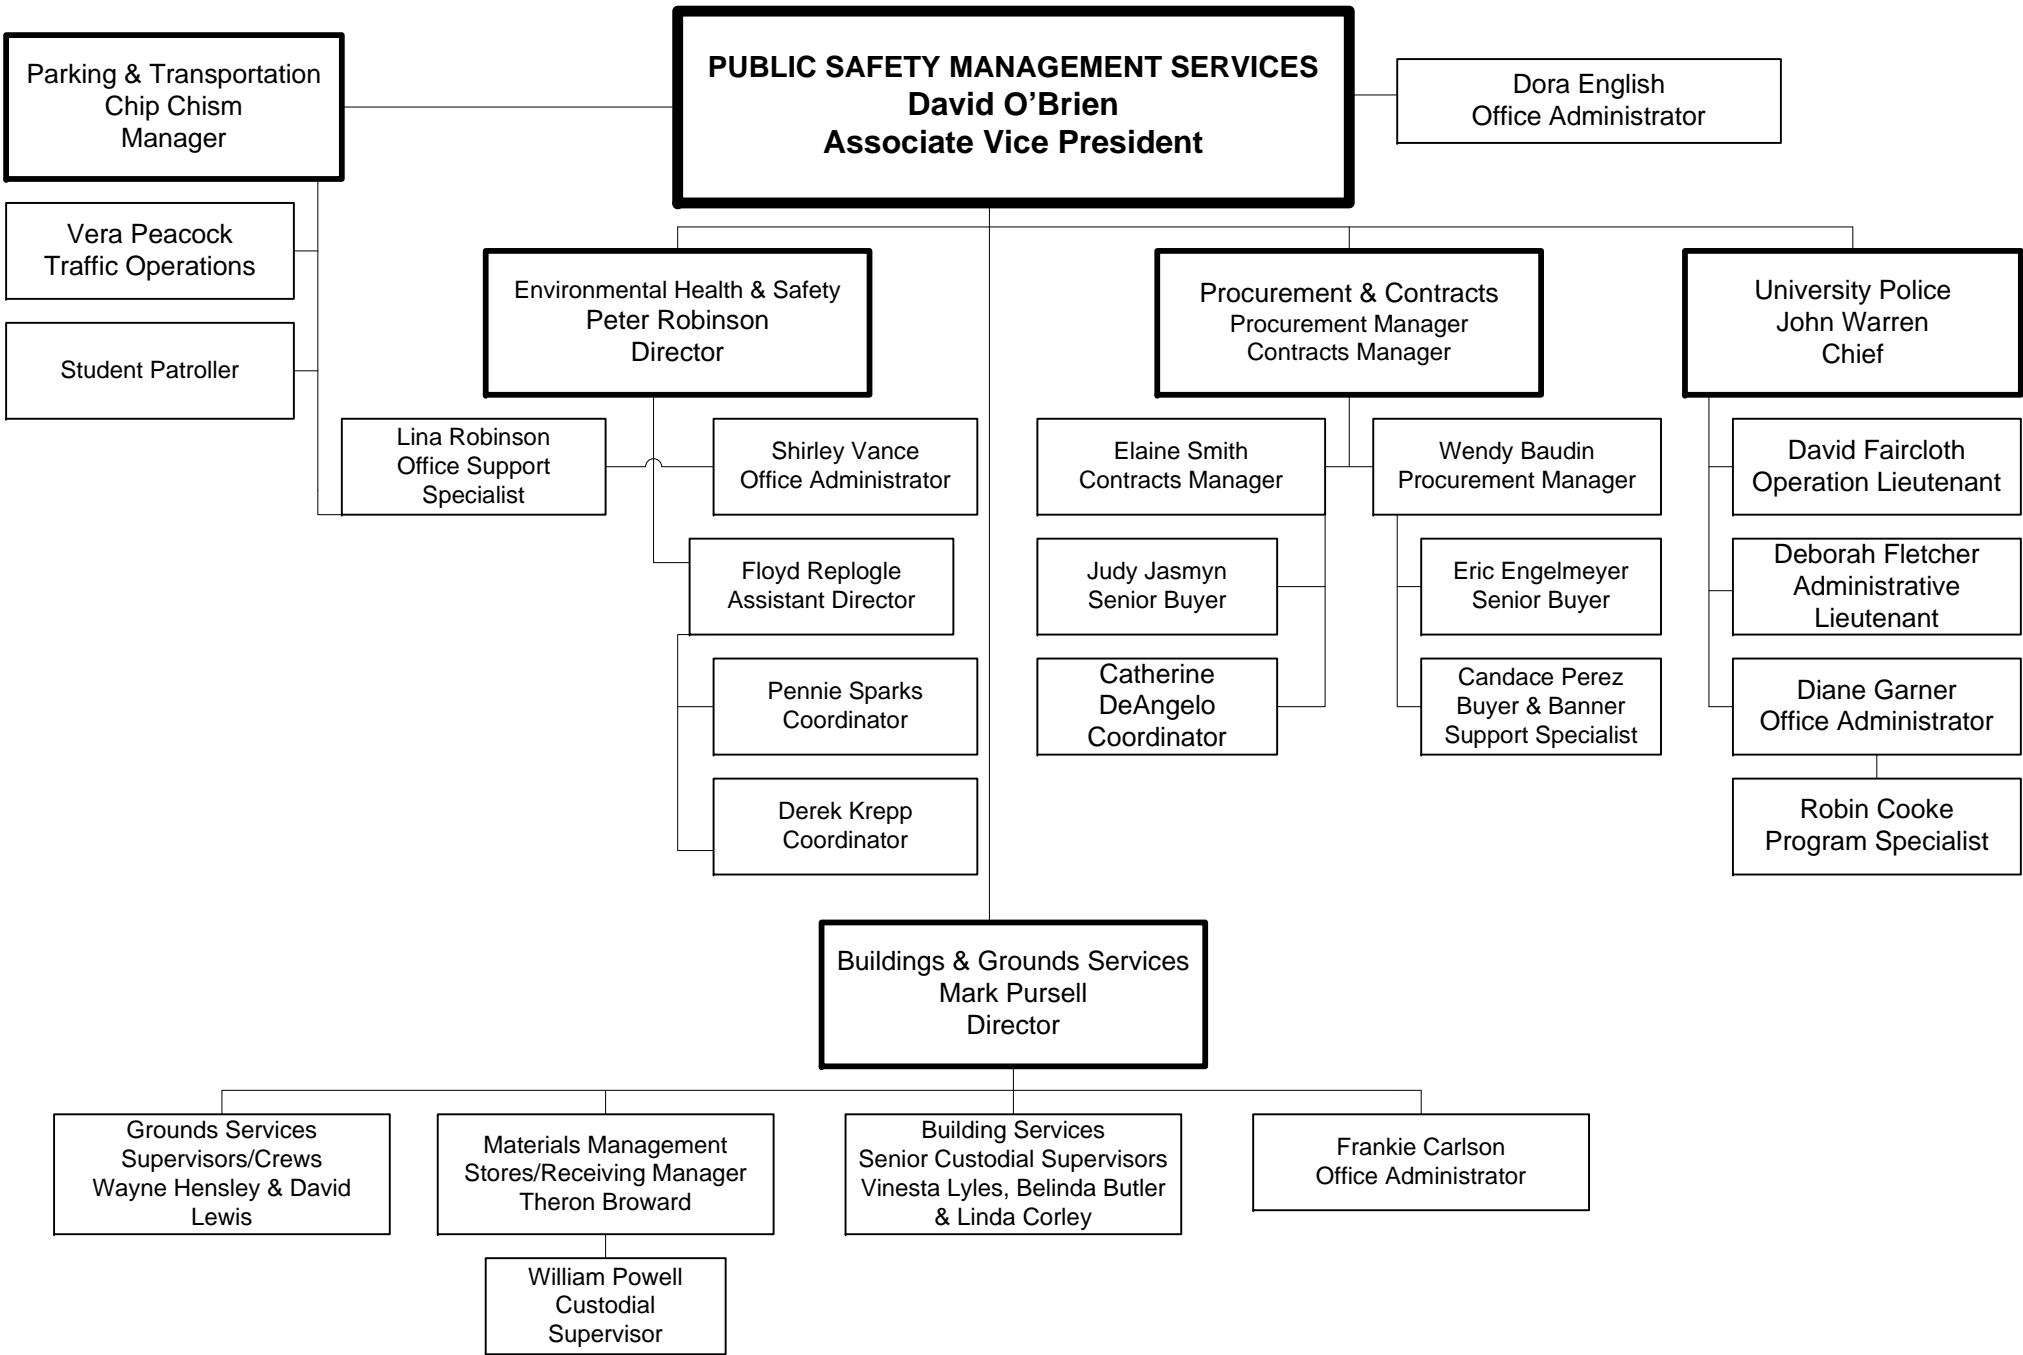 PUBLIC SAFETY MANAGEMENT SERVICES
David O’Brien
Associate Vice President
Parking & Transportation
Chip Chism
Manager
Dora English
Office Administrator
Vera Peacock
Traffic Operations
Student Patroller
Environmental Health & Safety
Peter Robinson
Director
Procurement & Contracts
Procurement Manager
Contracts Manager
University Police
John Warren
Chief
Lina Robinson
Office Support
Specialist
Shirley Vance
Office Administrator
Elaine Smith
Contracts Manager
Wendy Baudin
Procurement Manager
David Faircloth
Operation Lieutenant
Floyd Replogle
Assistant Director
Judy Jasmyn
Senior Buyer
Eric Engelmeyer
Senior Buyer
Deborah Fletcher
Administrative
Lieutenant
Pennie Sparks
Coordinator
Catherine
DeAngelo
Coordinator
Candace Perez
Buyer & Banner
Support Specialist
Diane Garner
Office Administrator
Derek Krepp
Coordinator
Robin Cooke
Program Specialist
Buildings & Grounds Services
Mark Pursell
Director
Grounds Services
Supervisors/Crews
Wayne Hensley & David
Lewis
Materials Management
Stores/Receiving Manager
Theron Broward
Building Services
Senior Custodial Supervisors
Vinesta Lyles, Belinda Butler
& Linda Corley
Frankie Carlson
Office Administrator
William Powell
Custodial
Supervisor